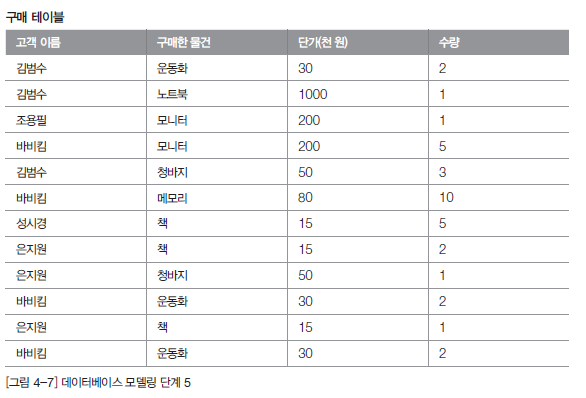 구매 테이블
고객 이름 구매한 물건 단가(천 원) 수량
김범수 운동화 30 2
김범수 노트북 1000 1
조용필 모니터 200 1
바비킴 모니터 200 5
김범수 청바지 50 3
바비킴 메모리 80 10
성시경 책 15 5
은지원 책 15 2
은지원 청바지 50 1
바비킴 운동화 30 2
은지원 책 15 1
바비킴 운동화 30 2
[그림 4-7] 데이터베이스 모델링 단계 5